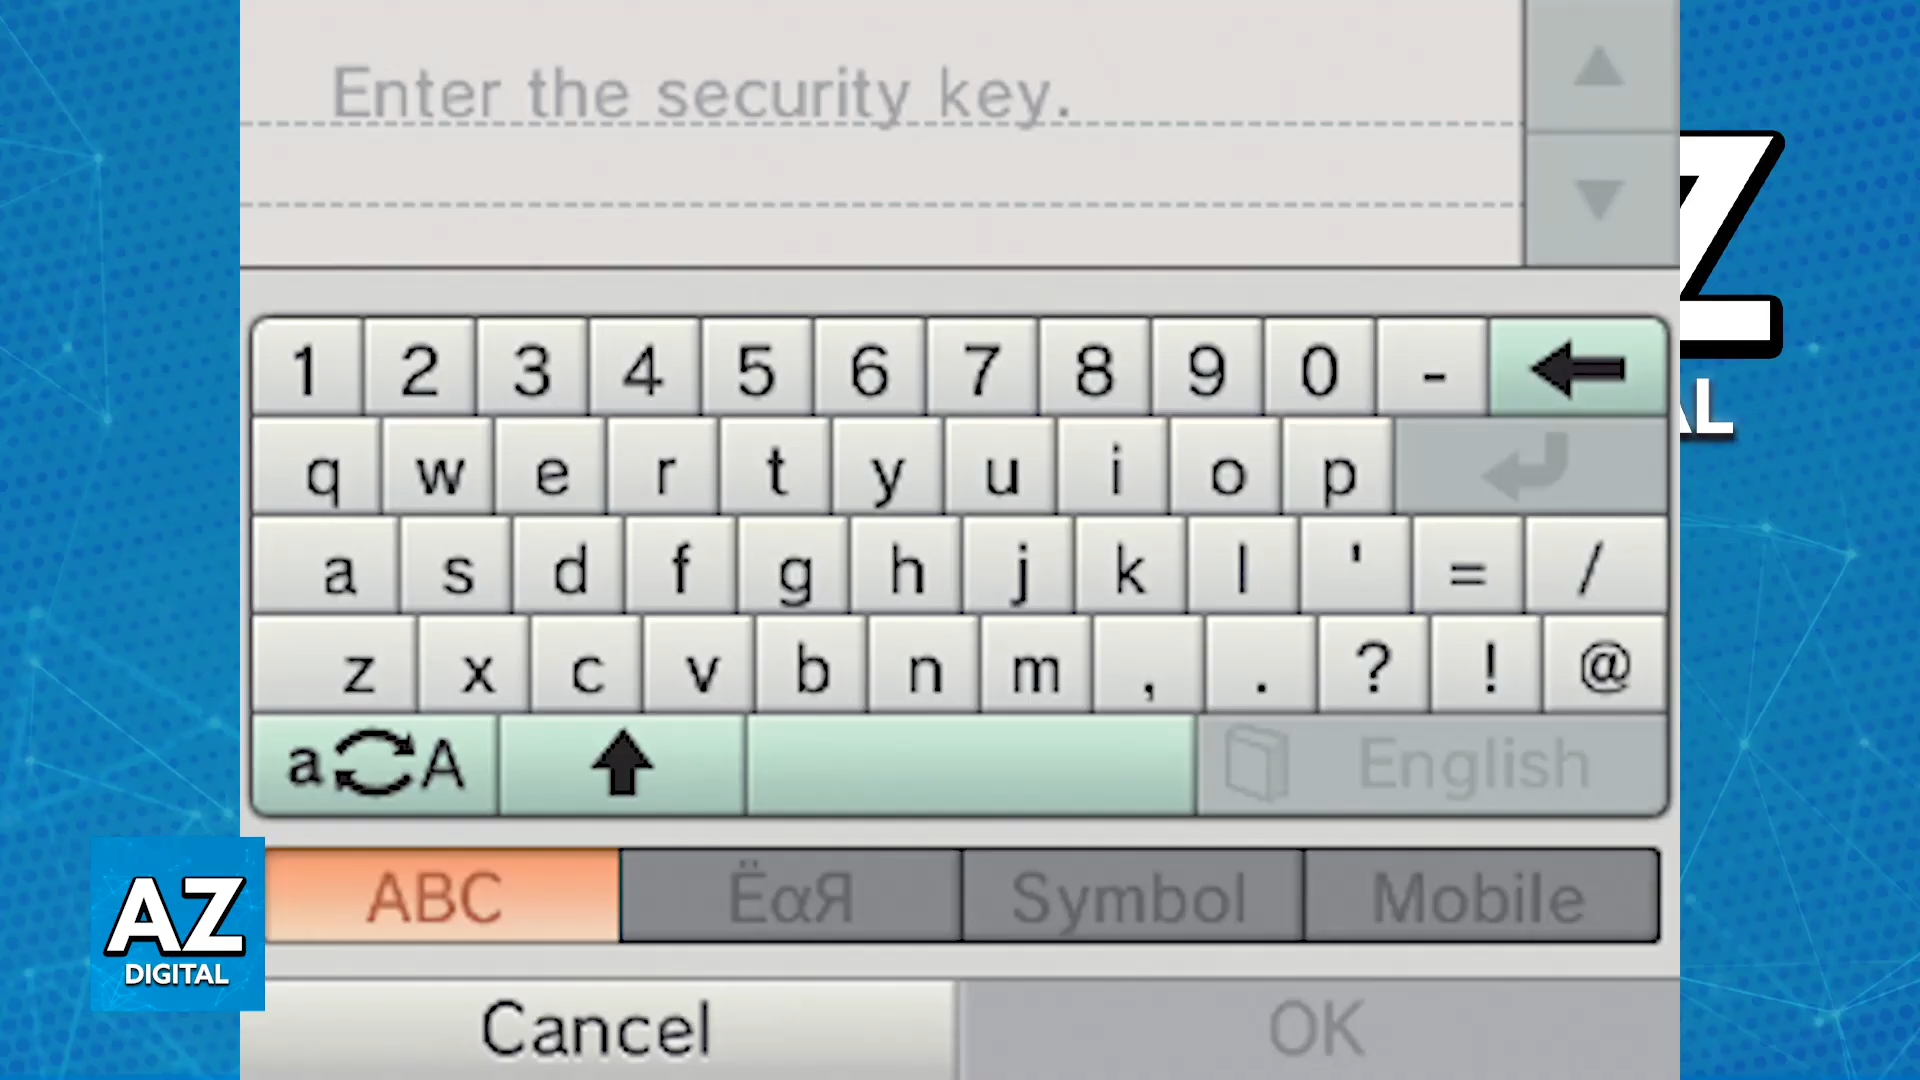 Enter the security key.
1 2 3 4 5 6 7 8 9 0 -
q w e r t y u i o p
a s d f g h j k l ' = /
z x c v b n m , . ? ! @
a A English
ABC ËαЯ Symbol Mobile
Cancel OK
AZ
DIGITAL
Z
AL